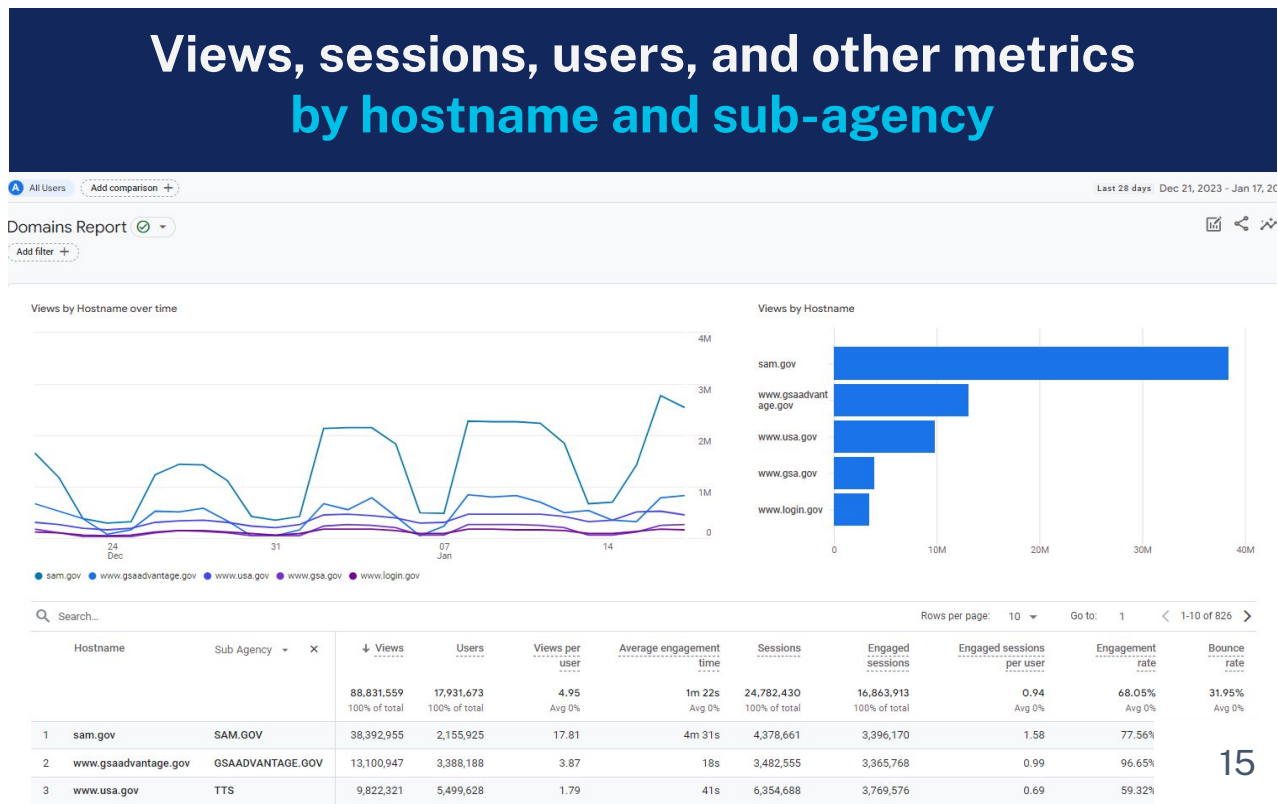 Views, sessions, users, and other metrics
by hostname and sub-agency
A All Users Add comparison +
Last 28 days Dec 21, 2023 - Jan 17, 20
Domains Report
Add filter +
Views by Hostname over time
4M
3M
2M
1M
0
24
Dec
31
07
Jan
14
sam.gov www.gsaadvantage.gov www.usa.gov www.gsa.gov www.login.gov
Views by Hostname
sam.gov
www.gsaadvant
age.gov
www.usa.gov
www.gsa.gov
www.login.gov
0 10M 20M 30M 40M
Search...
Rows per page: 10 Go to: 1 1-10 of 826
Hostname Sub Agency × ↓ Views Users Views per user Average engagement time Sessions Engaged sessions Engaged sessions per user Engagement rate Bounce rate
88,831,559 17,931,673 4.95 1m 22s 24,782,430 16,863,913 0.94 68.05% 31.95%
100% of total 100% of total Avg 0% Avg 0% 100% of total 100% of total Avg 0% Avg 0% Avg 0%
1 sam.gov SAM.GOV 38,392,955 2,155,925 17.81 4m 31s 4,378,661 3,396,170 1.58 77.56%
2 www.gsaadvantage.gov GSAADVANTAGE.GOV 13,100,947 3,388,188 3.87 18s 3,482,555 3,365,768 0.99 96.65%
3 www.usa.gov TTS 9,822,321 5,499,628 1.79 41s 6,354,688 3,769,576 0.69 59.32%
15